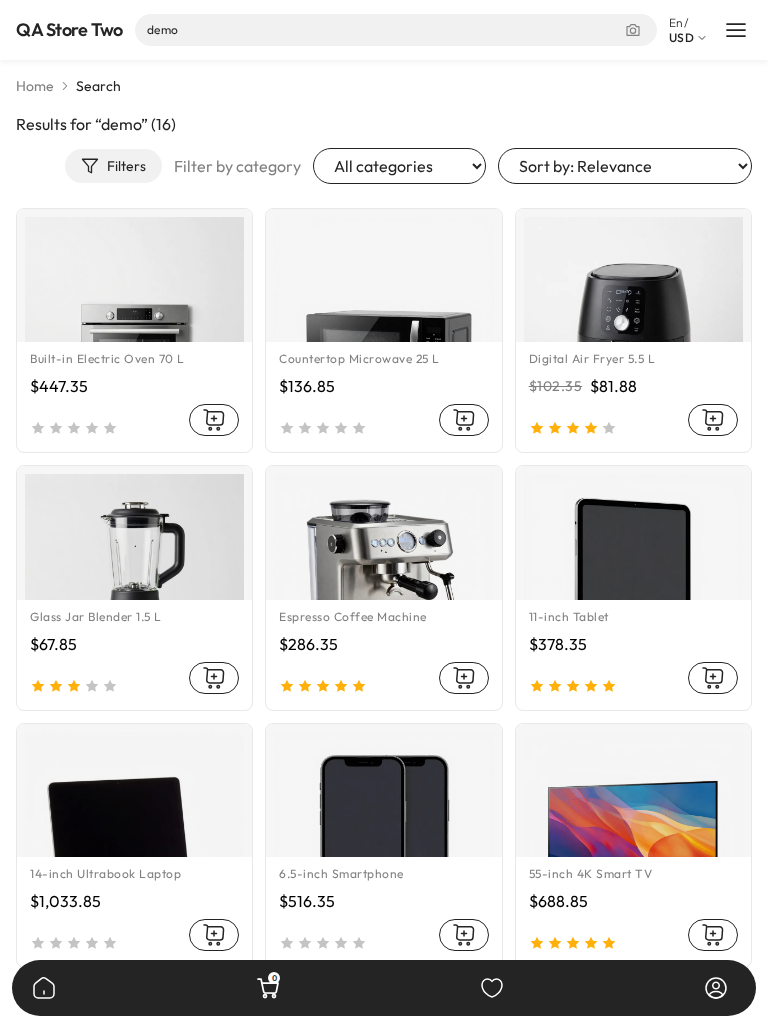 QA Store Two
demo
En/
USD
Home
Search
Results for “demo” (16)
Filters
Filter by category
All categories
Sort by: Relevance
Built-in Electric Oven 70 L
$447.35
Countertop Microwave 25 L
$136.85
Digital Air Fryer 5.5 L
$102.35 $81.88
Glass Jar Blender 1.5 L
$67.85
Espresso Coffee Machine
$286.35
11-inch Tablet
$378.35
14-inch Ultrabook Laptop
$1,033.85
6.5-inch Smartphone
$516.35
55-inch 4K Smart TV
$688.85
0